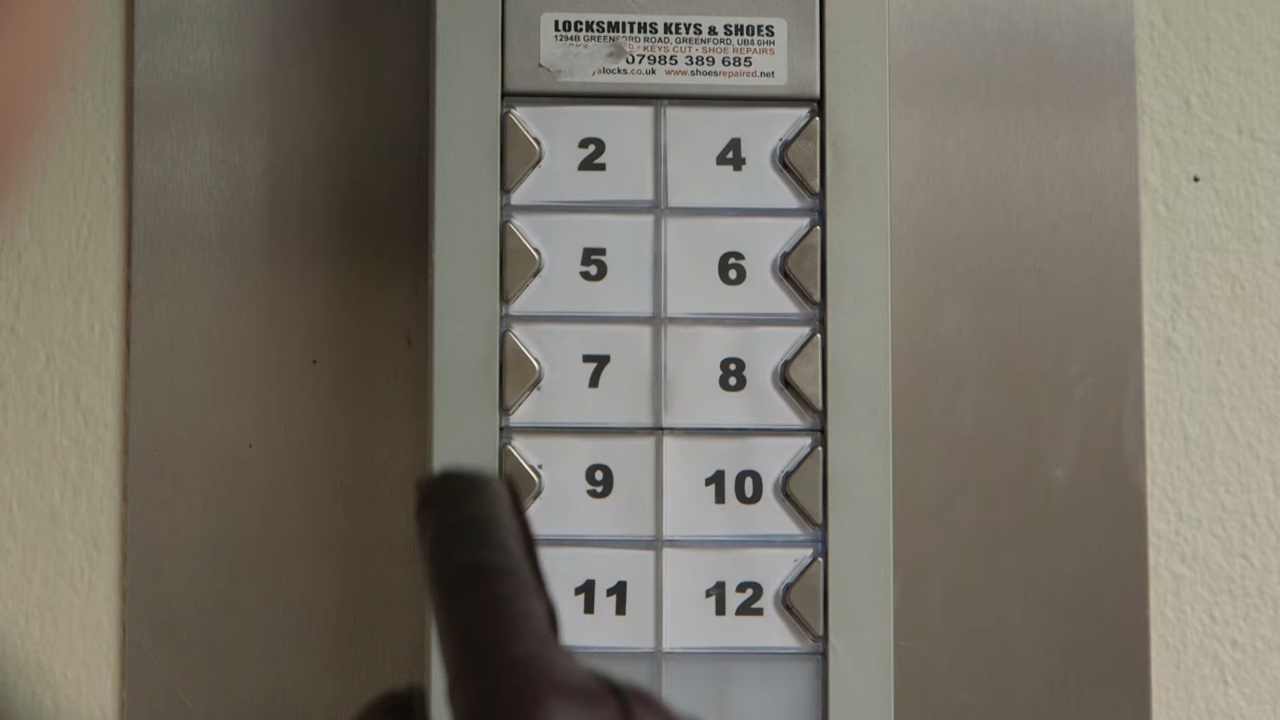 LOCKSMITHS KEYS & SHOES
1294B GREENFORD ROAD, GREENFORD, UB6 0HH
KEYS CUT • SHOE REPAIRS
07985 389 685
slocks.co.uk www.shoesrepaired.net
2 4
5 6
7 8
9 10
11 12